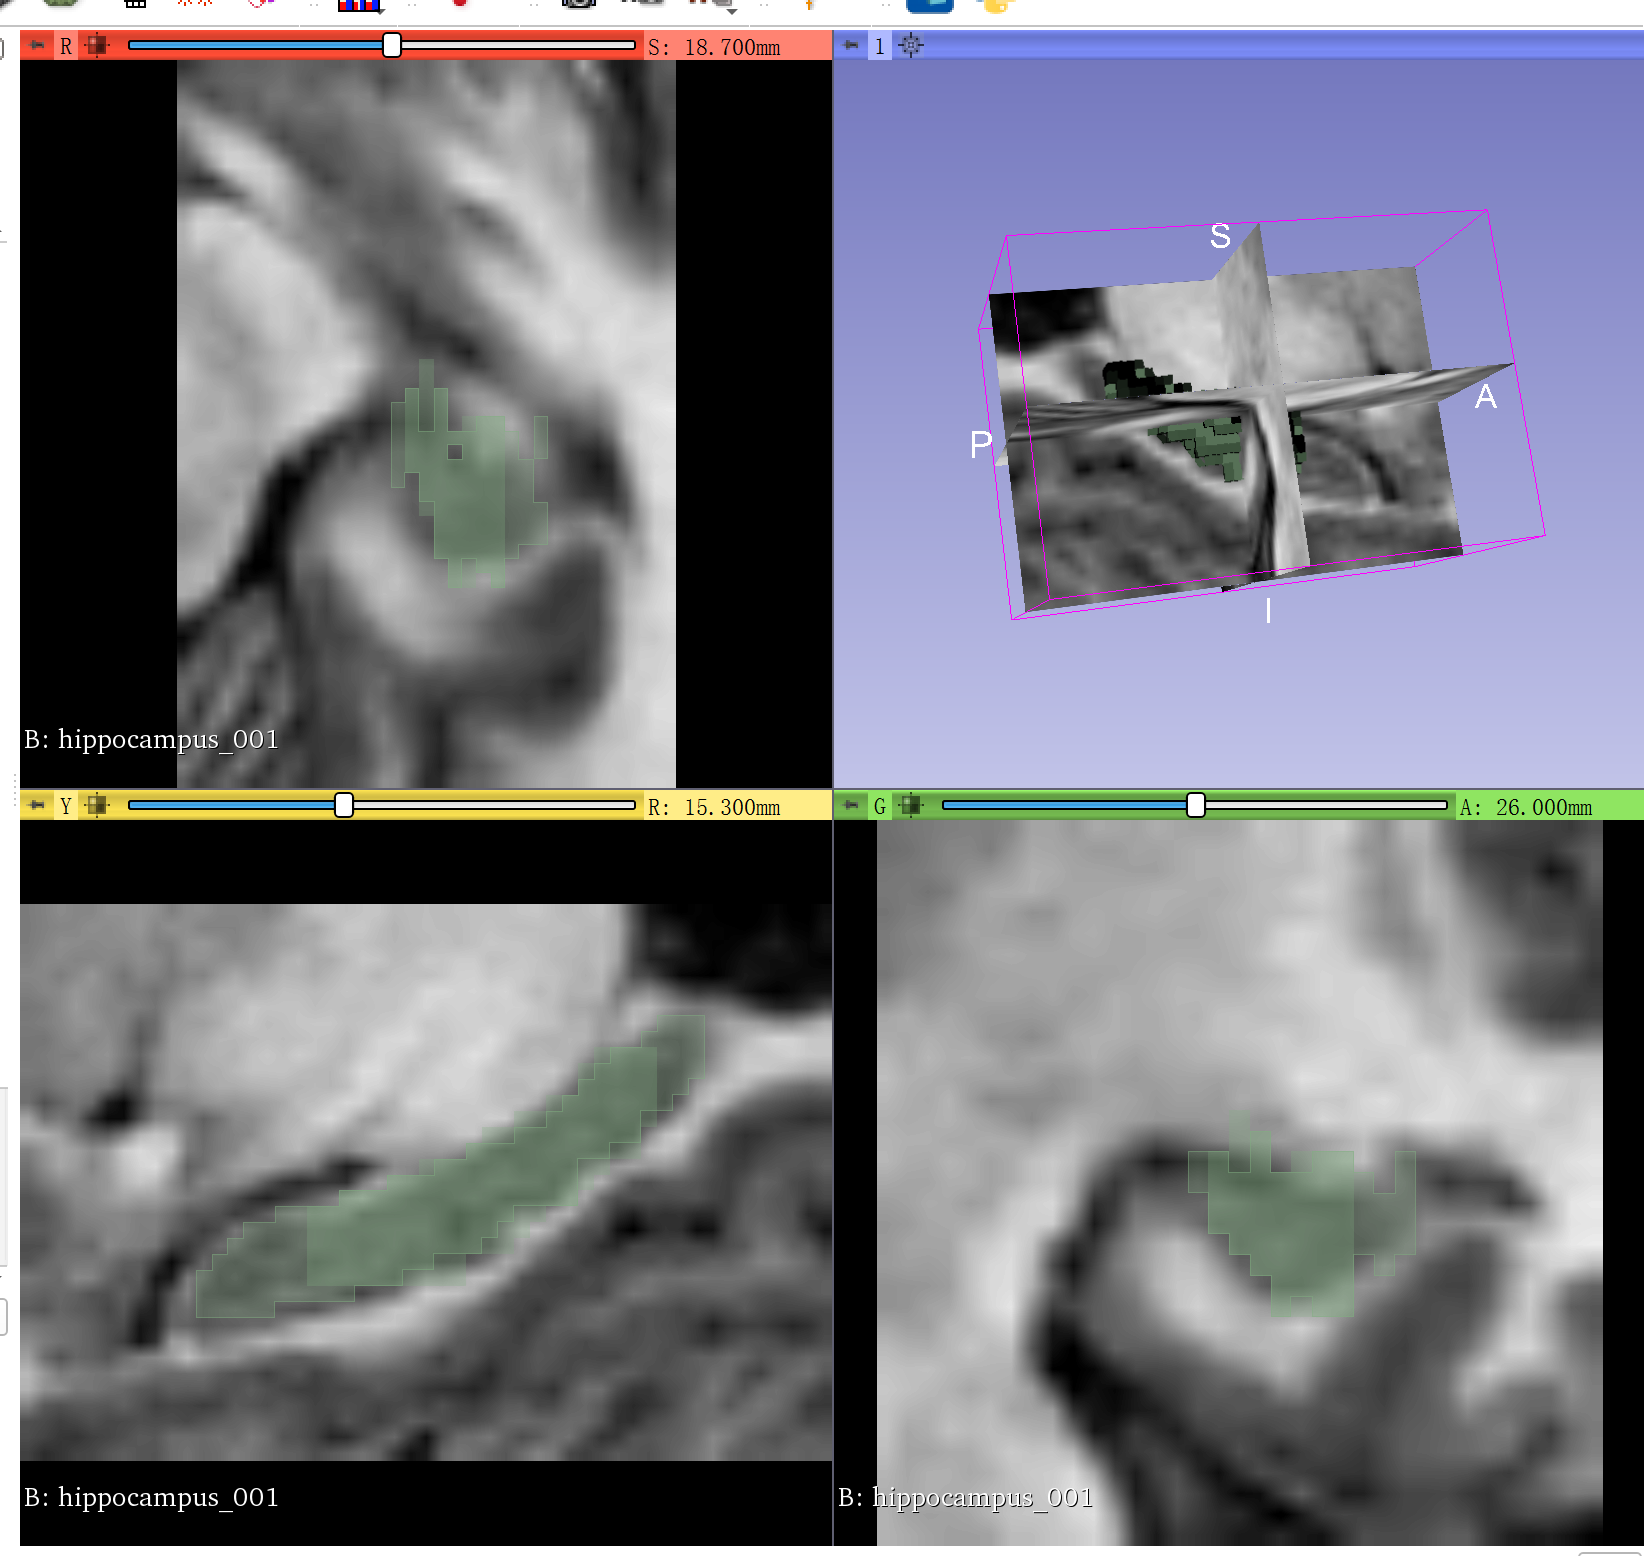 R
S: 18.700mm
B: hippocampus_001
1
S
A
P
I
Y
R: 15.300mm
B: hippocampus_001
G
A: 26.000mm
B: hippocampus_001